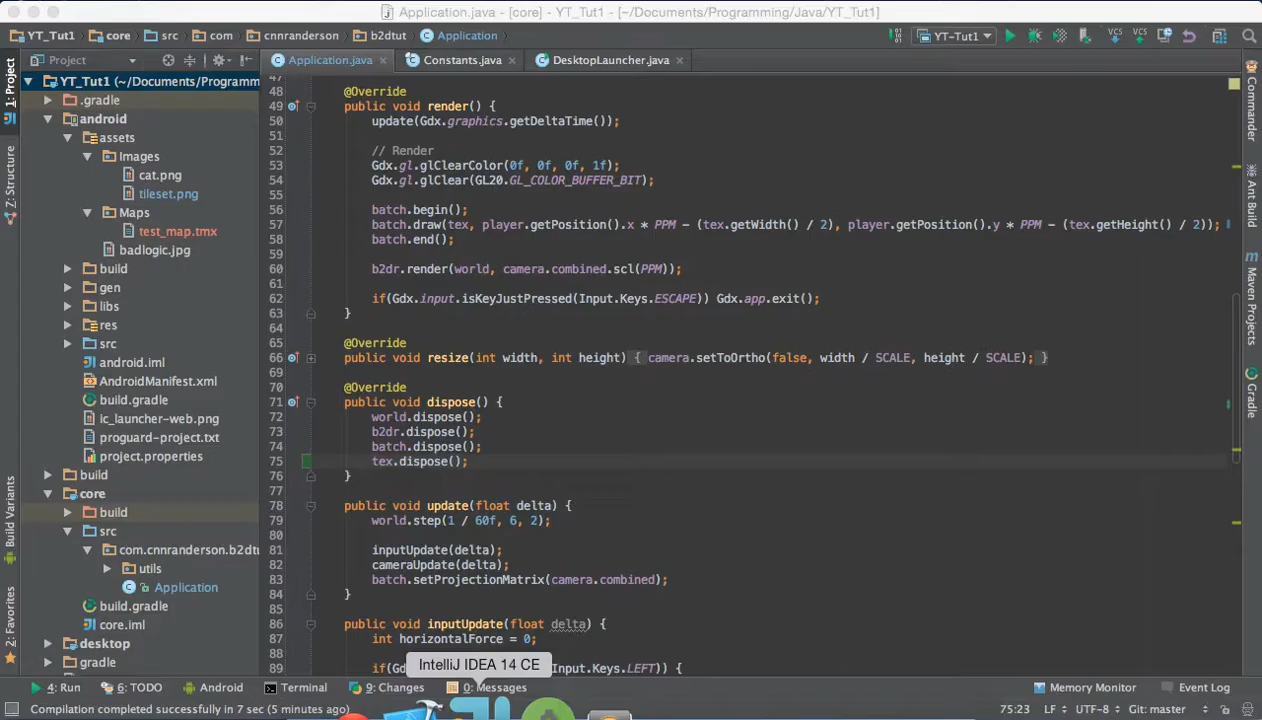 Application.java - [core] - YT_Tut1 - [~/Documents/Programming/Java/YT_Tut1]
YT_Tut1 core src com cnnranderson b2dtut Application YT-Tut1 VCS VCS
Project Application.java Constants.java DesktopLauncher.java
YT_Tut1 (~/Documents/Programm
.gradle
android
assets
Images
cat.png
tileset.png
Maps
test_map.tmx
badlogic.jpg
build
gen
libs
res
src
android.iml
AndroidManifest.xml
build.gradle
ic_launcher-web.png
proguard-project.txt
project.properties
build
core
build
src
com.cnnranderson.b2dtu
utils
Application
build.gradle
core.iml
desktop
gradle
1: Project
Z: Structure
Build Variants
2: Favorites
47
48 @Override
49 public void render() {
50 update(Gdx.graphics.getDeltaTime());
51
52 // Render
53 Gdx.gl.glClearColor(0f, 0f, 0f, 1f);
54 Gdx.gl.glClear(GL20.GL_COLOR_BUFFER_BIT);
55
56 batch.begin();
57 batch.draw(tex, player.getPosition().x * PPM - (tex.getWidth() / 2), player.getPosition().y * PPM - (tex.getHeight() / 2));
58 batch.end();
59
60 b2dr.render(world, camera.combined.scl(PPM));
61
62 if(Gdx.input.isKeyJustPressed(Input.Keys.ESCAPE)) Gdx.app.exit();
63 }
64
65 @Override
66 public void resize(int width, int height) { camera.setToOrtho(false, width / SCALE, height / SCALE); }
69
70 @Override
71 public void dispose() {
72 world.dispose();
73 b2dr.dispose();
74 batch.dispose();
75 tex.dispose();
76 }
77
78 public void update(float delta) {
79 world.step(1 / 60f, 6, 2);
80
81 inputUpdate(delta);
82 cameraUpdate(delta);
83 batch.setProjectionMatrix(camera.combined);
84 }
85
86 public void inputUpdate(float delta) {
87 int horizontalForce = 0;
88
89 if(Gd Input.Keys.LEFT)) {
IntelliJ IDEA 14 CE
Commander
Ant Build
Maven Projects
Gradle
4: Run 6: TODO Android Terminal 9: Changes 0: Messages Memory Monitor Event Log
Compilation completed successfully in 7 sec (5 minutes ago) 75:23 LF UTF-8 Git: master